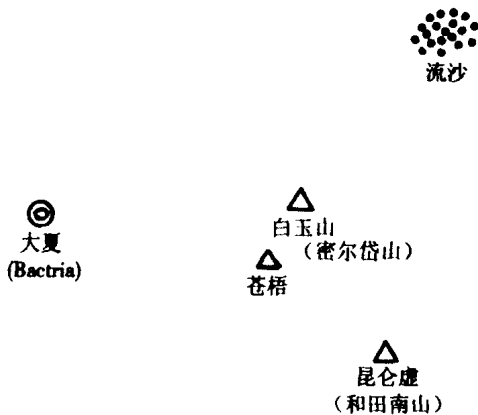 流沙
白玉山
（密尔岱山）
大夏
(Bactria)
苍梧
昆仑虚
（和田南山）